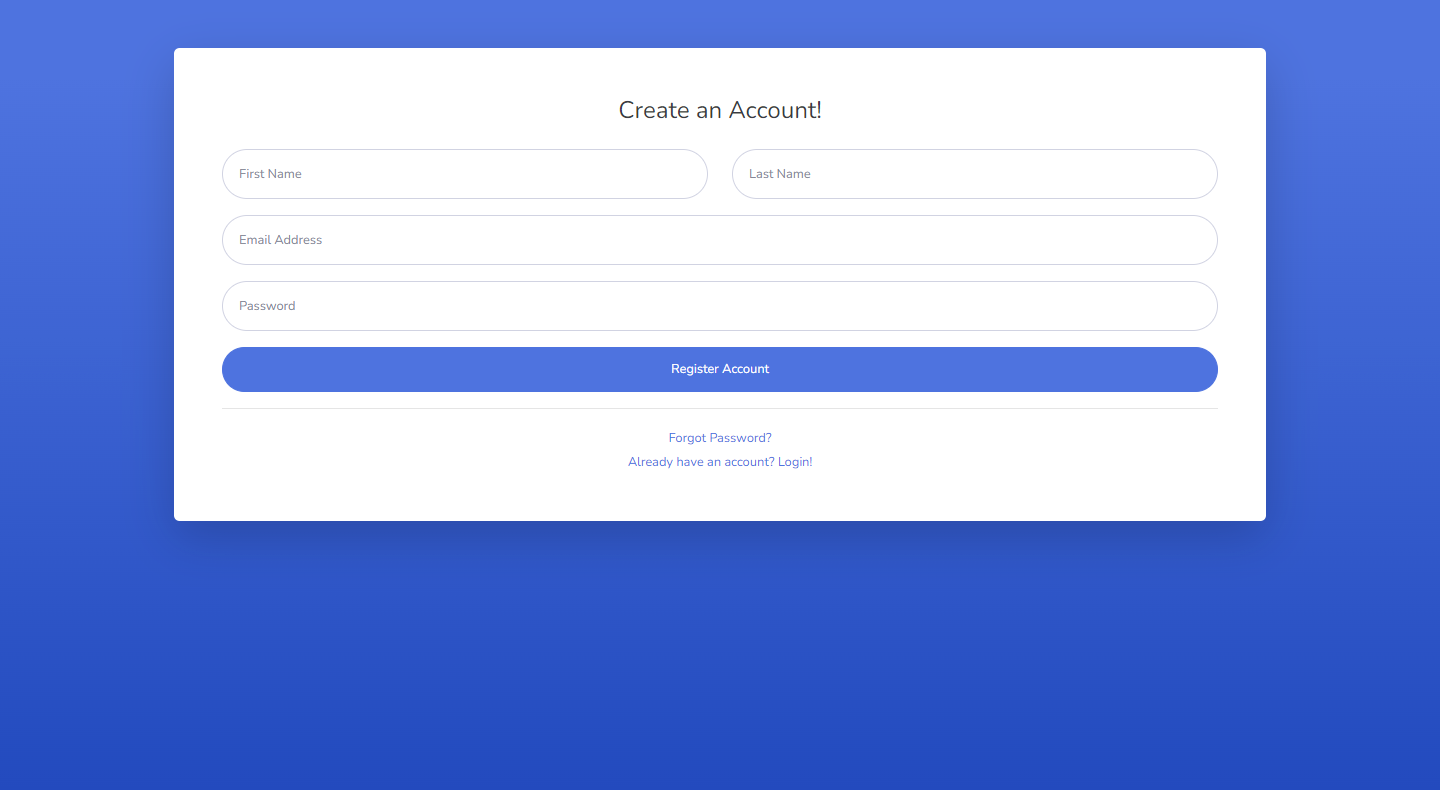 Create an Account!
First Name Last Name
Email Address
Password
Register Account
Forgot Password?
Already have an account? Login!